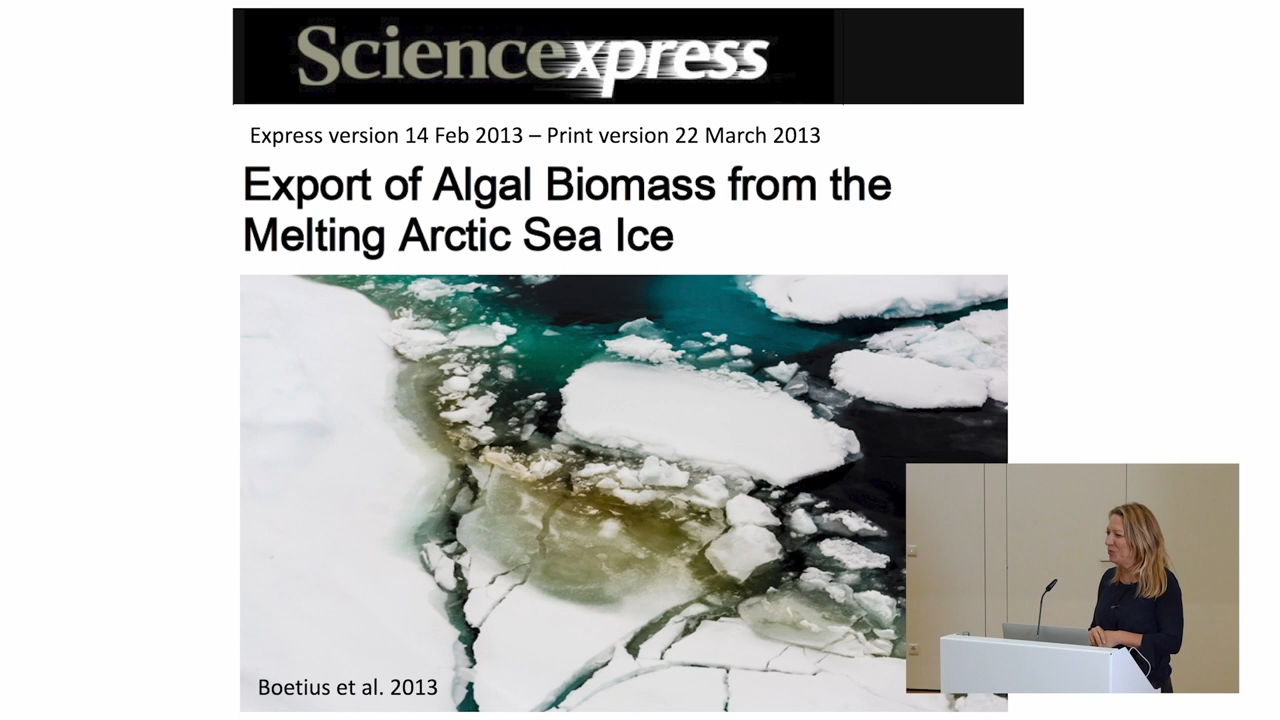 Sciencexpress
Express version 14 Feb 2013 – Print version 22 March 2013
Export of Algal Biomass from the
Melting Arctic Sea Ice
Boetius et al. 2013